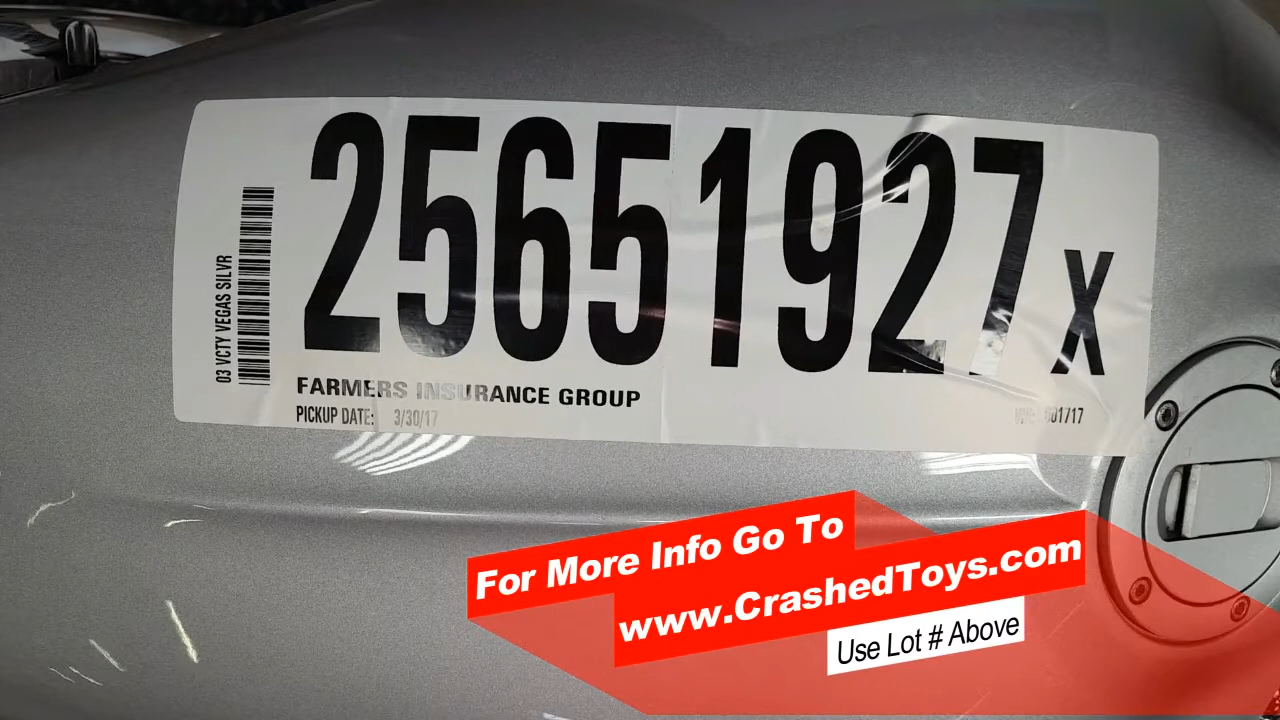 25651927 X
03 VCTY VEGAS SILVR
FARMERS INSURANCE GROUP
PICKUP DATE: 3/30/17
For More Info Go To
www.CrashedToys.com
Use Lot # Above